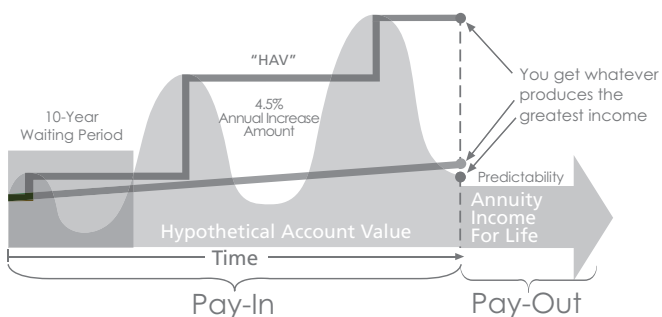 "HAV"
10-Year
Waiting Period
4.5%
Annual Increase
Amount
You get whatever
produces the
greatest income
Predictability
Annuity
Income
For Life
Hypothetical Account Value
Time
Pay-In
Pay-Out